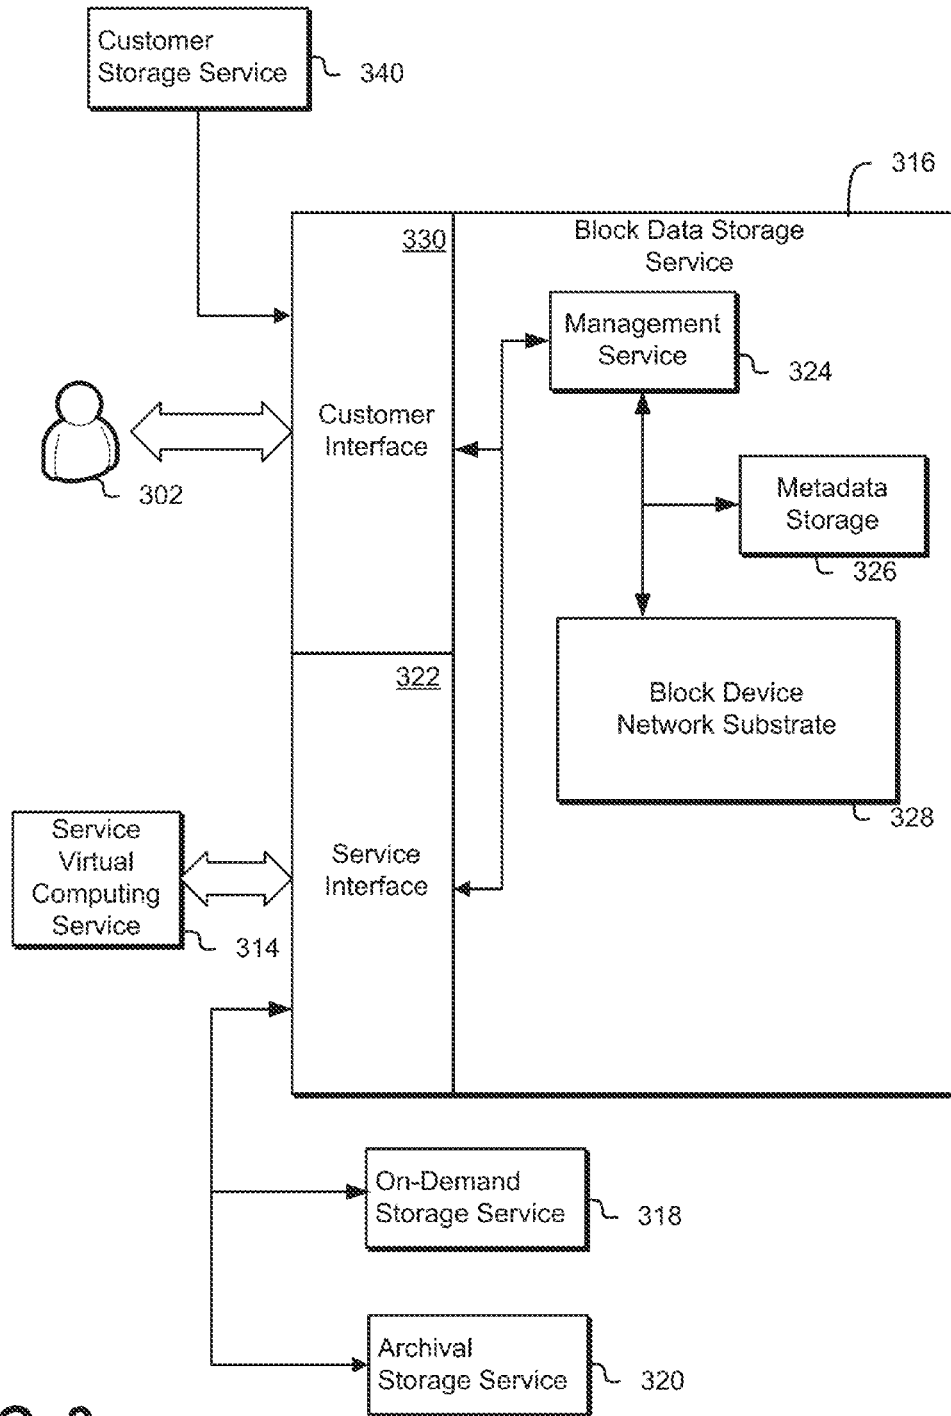 Customer
Storage Service
340
316
330
Block Data Storage
Service
Management
Service
324
Customer
Interface
302
Metadata
Storage
326
322
Block Device
Network Substrate
328
Service
Virtual
Computing
Service
314
Service
Interface
On-Demand
Storage Service
318
Archival
Storage Service
320